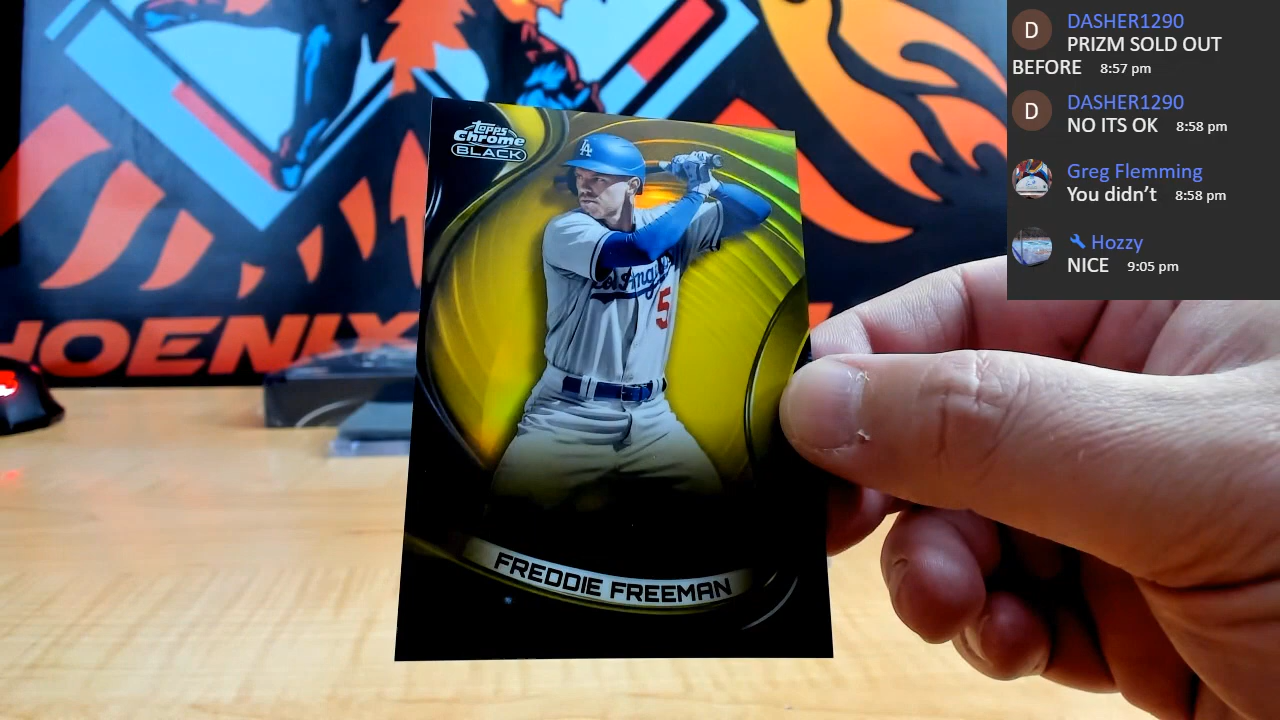 DASHER1290
PRIZM SOLD OUT
BEFORE 8:57 pm
D
DASHER1290
NO ITS OK 8:58 pm
D
Greg Flemming
You didn't 8:58 pm
Hozzy
NICE 9:05 pm
topps
Chrome
BLACK
LA
Los Angeles
5
FREDDIE FREEMAN
HOENIX